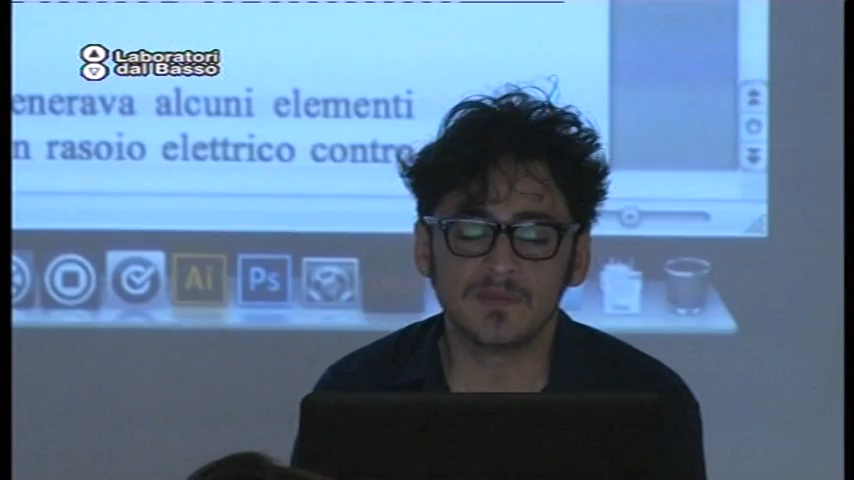 Laboratori
dal Basso
enerava alcuni elementi
n rasoio elettrico contro
Ai
Ps